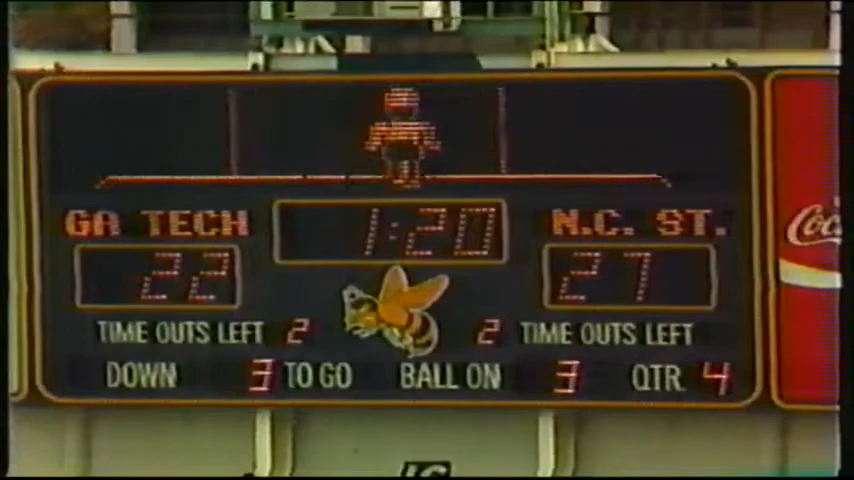 GA TECH 1:20 N.C. ST.
22 27
TIME OUTS LEFT 2 2 TIME OUTS LEFT
DOWN 3 TO GO BALL ON 3 QTR 4
Coc